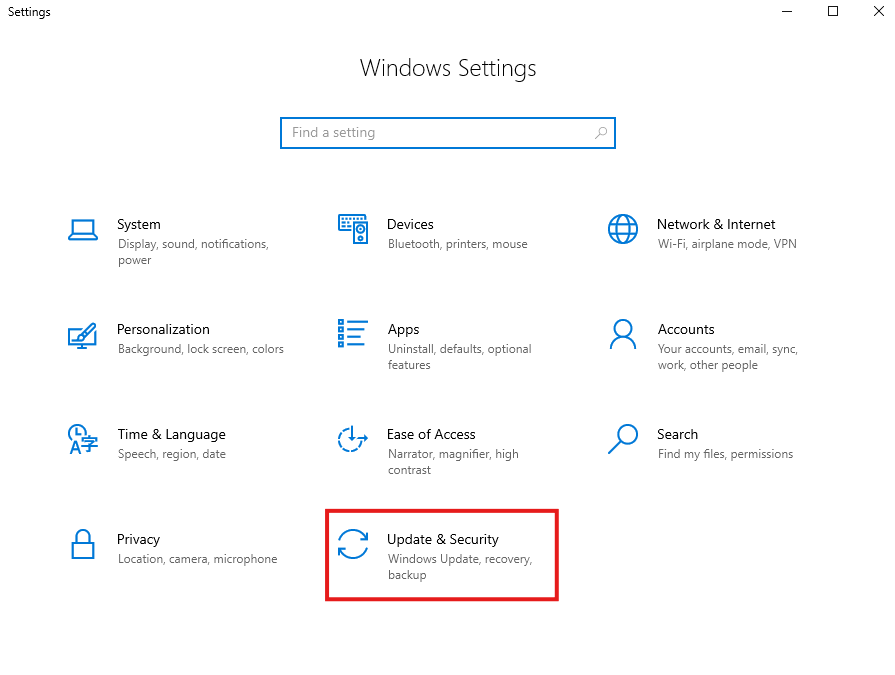 Settings
Windows Settings
Find a setting
System
Display, sound, notifications,
power
Devices
Bluetooth, printers, mouse
Network & Internet
Wi-Fi, airplane mode, VPN
Personalization
Background, lock screen, colors
Apps
Uninstall, defaults, optional
features
Accounts
Your accounts, email, sync,
work, other people
Time & Language
Speech, region, date
Ease of Access
Narrator, magnifier, high
contrast
Search
Find my files, permissions
Privacy
Location, camera, microphone
Update & Security
Windows Update, recovery,
backup